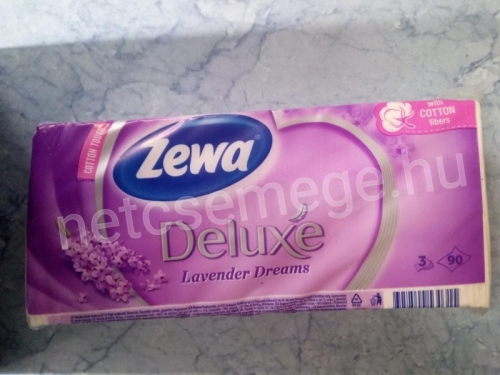 COTTON TOUCH
Zewa
with
COTTON
fibers
netcsemege.hu
Deluxe
Lavender Dreams
3
90